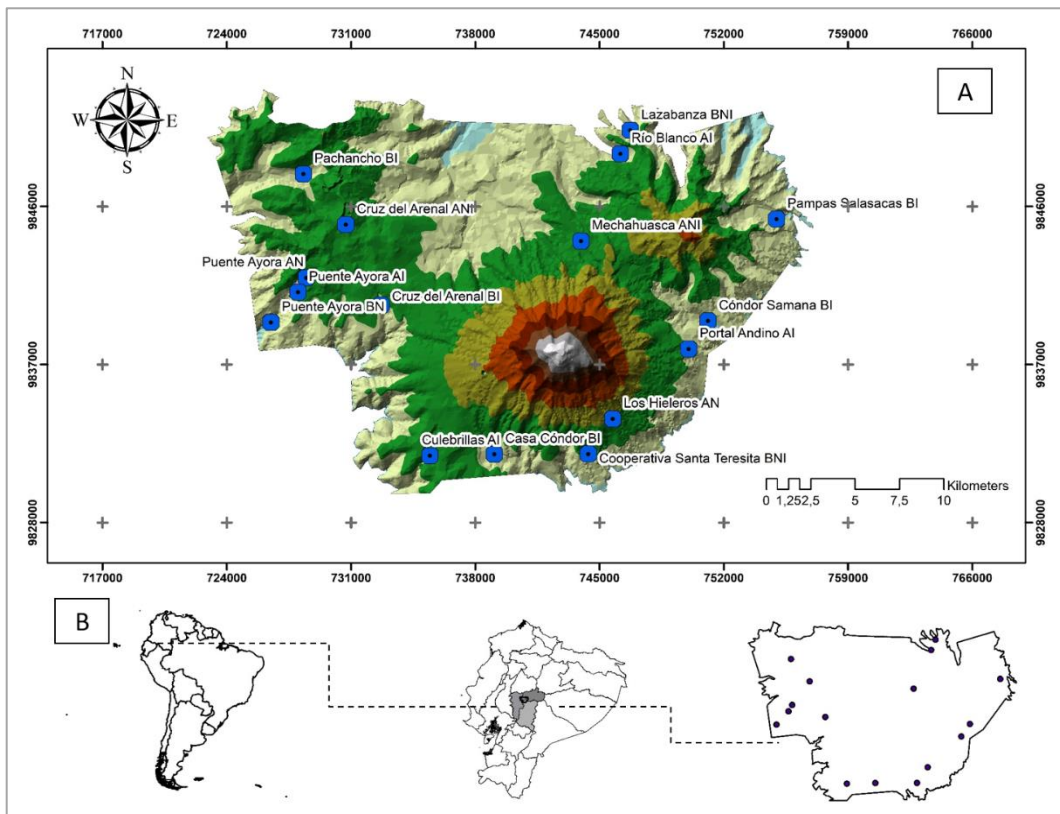 717000 724000 731000 738000 745000 752000 759000 766000
N
W E
S
A
Lazabanza BNI
Río Blanco AI
Pachancho BI
Pampas Salasacas BI
9846000 9846000
Cruz del Arenal ANI
Mechahuasca ANI
Puente Ayora AN
Puente Ayora AI
Cruz del Arenal BI
Puente Ayora BN
Cóndor Samana BI
Portal Andino AI
9837000 9837000
Los Hieleros AN
Culebrillas AI Casa Cóndor BI
Cooperativa Santa Teresita BNI
Kilometers
0 1,25 2,5 5 7,5 10
9828000 9828000
717000 724000 731000 738000 745000 752000 759000 766000
B